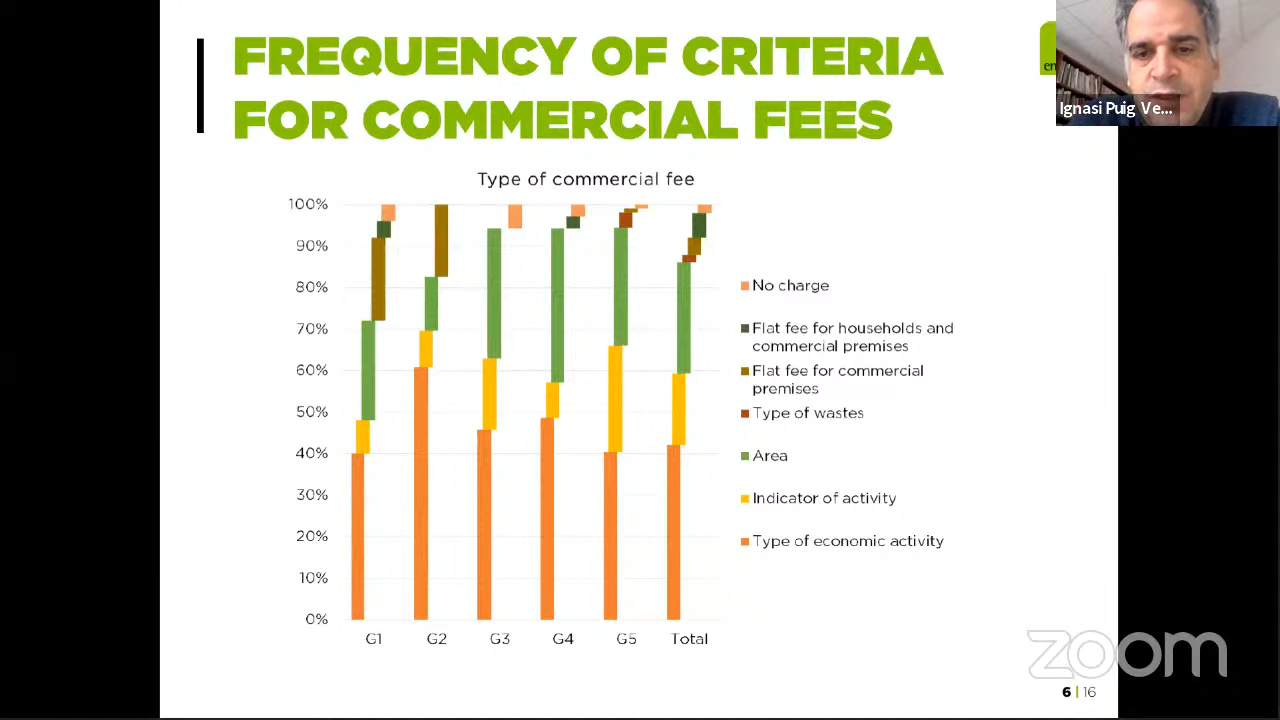 FREQUENCY OF CRITERIA
FOR COMMERCIAL FEES
en
Ignasi Puig Ve...
Type of commercial fee
100%
90%
80%
70%
60%
50%
40%
30%
20%
10%
0%
G1 G2 G3 G4 G5 Total
No charge
Flat fee for households and
commercial premises
Flat fee for commercial
premises
Type of wastes
Area
Indicator of activity
Type of economic activity
zoom
6 | 16